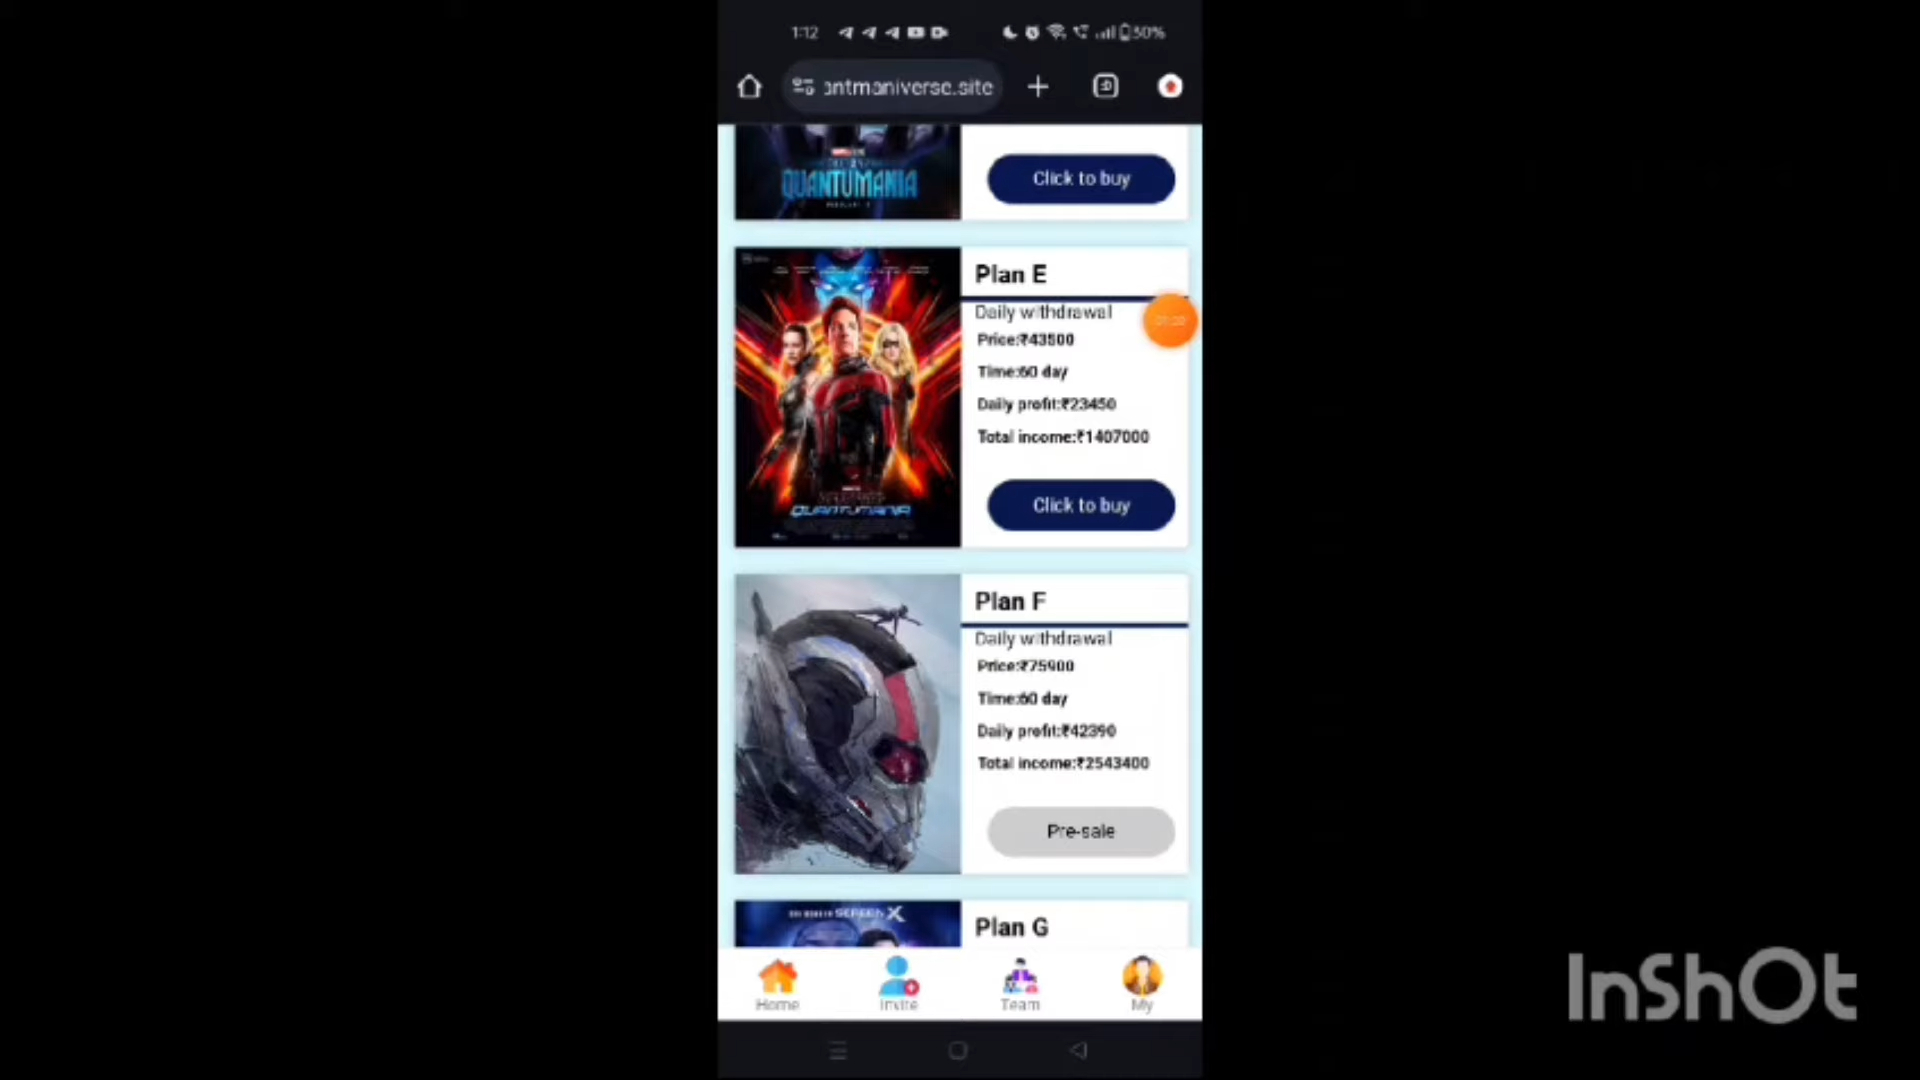 1:12
50%
antmaniverse.site
QUANTUMANIA
Click to buy
Plan E
Daily withdrawal
Price:₹43500
Time:60 day
Daily profit:₹23450
Total income:₹1407000
QUANTUMANIA
Click to buy
Plan F
Daily withdrawal
Price:₹75900
Time:60 day
Daily profit:₹42390
Total income:₹2543400
Pre-sale
SCREEN X
Plan G
Home
Invite
Team
My
InShOt